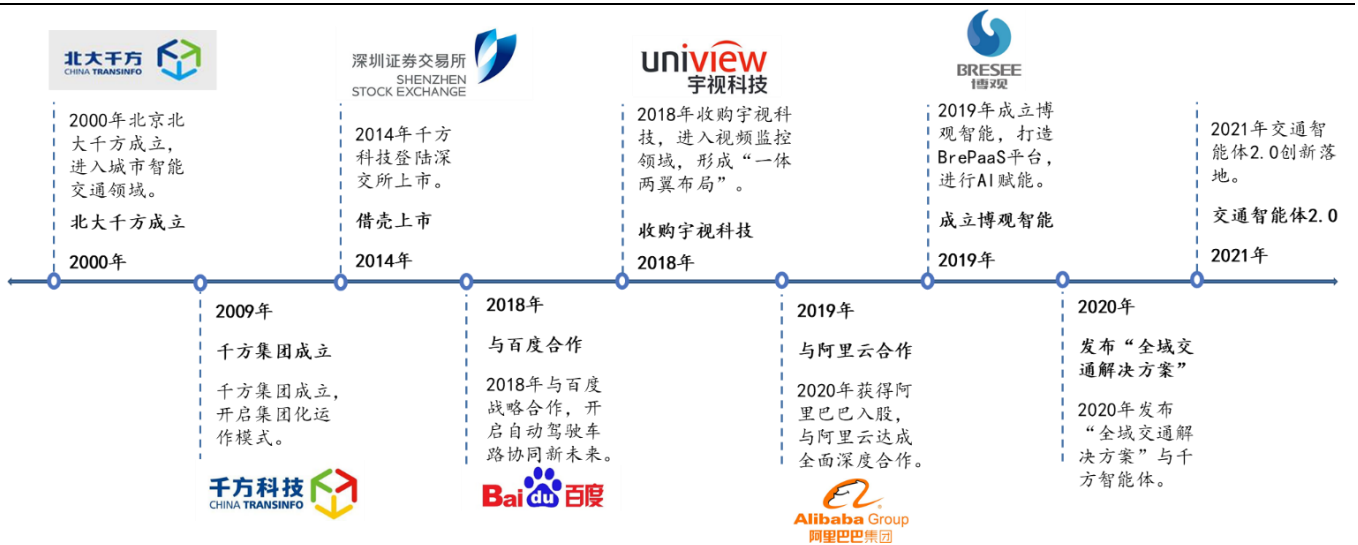 北大千方
CHINA TRANSINFO
2000年北京北
大千方成立,
进入城市智能
交通领域。
北大千方成立
2000年
深圳证券交易所
SHENZHEN
STOCK EXCHANGE
2014年千方
科技登陆深
交所上市。
借壳上市
2014年
uniview
宇视科技
2018年收购宇视科
技，进入视频监控
领域，形成“一体
两翼布局”。
收购宇视科技
2018年
BRESEE
博观
2019年成立博
观智能，打造
BrePaaS平台，
进行AI赋能。
成立博观智能
2019年
2021年交通智
能体2.0创新落
地。
交通智能体2.0
2021年
2009年
千方集团成立
千方集团成立，
开启集团化运
作模式。
千方科技
CHINA TRANSINFO
2018年
与百度合作
2018年与百度
战略合作，开
启自动驾驶车
路协同新未来。
Bai du 百度
2019年
与阿里云合作
2020年获得阿
里巴巴入股，
与阿里云达成
全面深度合作。
Alibaba Group
阿里巴巴集团
2020年
发布“全域交
通解决方案”
2020年发布
“全域交通解
决方案”与千
方智能体。